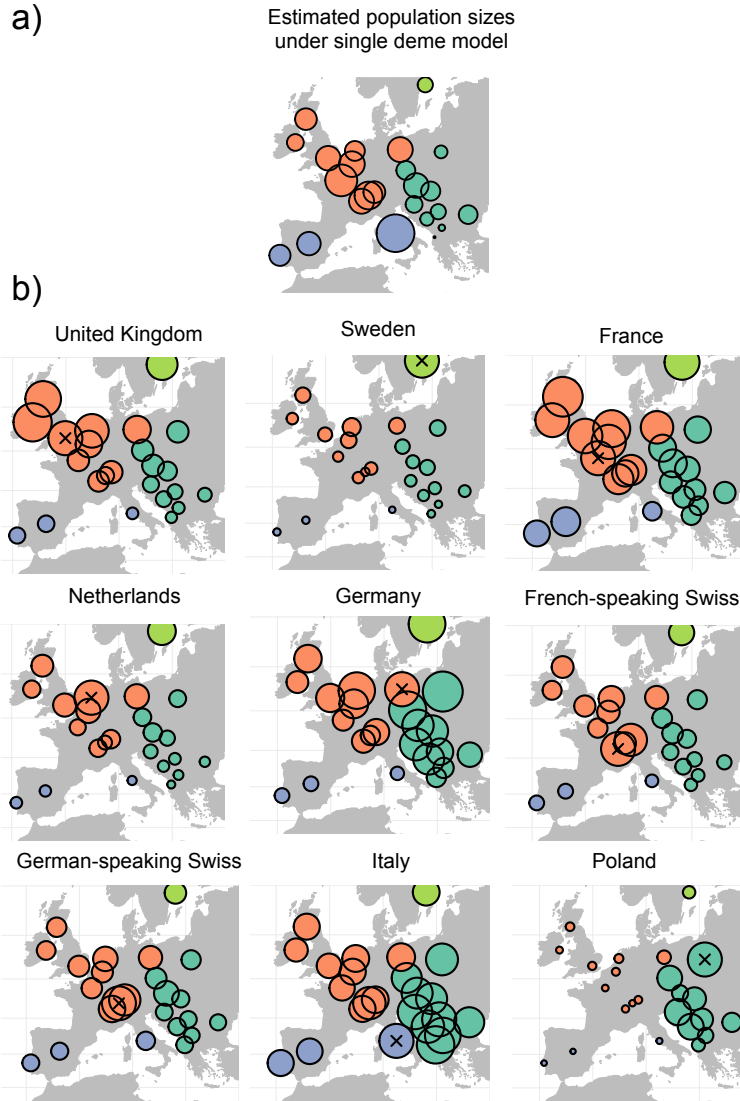 a)
Estimated population sizes
under single deme model
b)
United Kingdom
Sweden
France
Netherlands
Germany
French-speaking Swiss
German-speaking Swiss
Italy
Poland